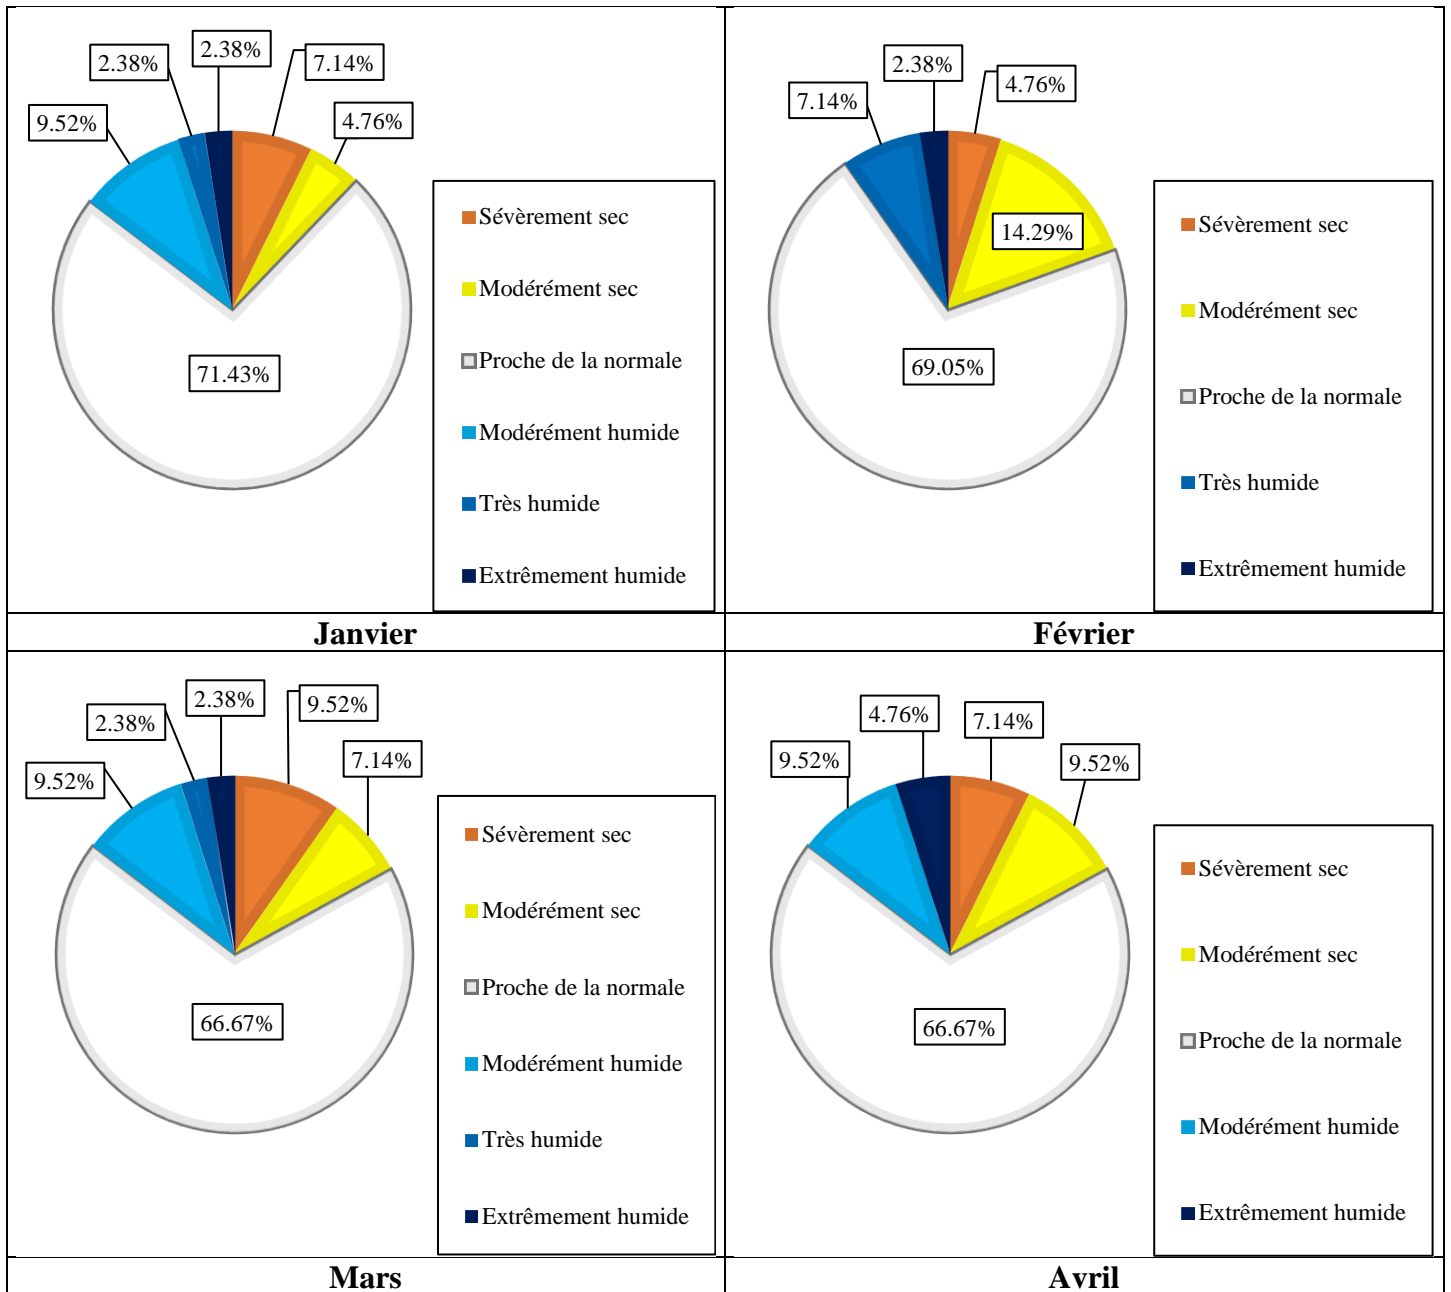 2.38%
2.38%
7.14%
9.52%
4.76%
71.43%
Sévèrement sec
Modérément sec
Proche de la normale
Modérément humide
Très humide
Extrêmement humide
Janvier
2.38%
4.76%
7.14%
14.29%
69.05%
Sévèrement sec
Modérément sec
Proche de la normale
Très humide
Extrêmement humide
Février
2.38%
9.52%
2.38%
7.14%
9.52%
66.67%
Sévèrement sec
Modérément sec
Proche de la normale
Modérément humide
Très humide
Extrêmement humide
Mars
4.76%
7.14%
9.52%
9.52%
66.67%
Sévèrement sec
Modérément sec
Proche de la normale
Modérément humide
Extrêmement humide
Avril